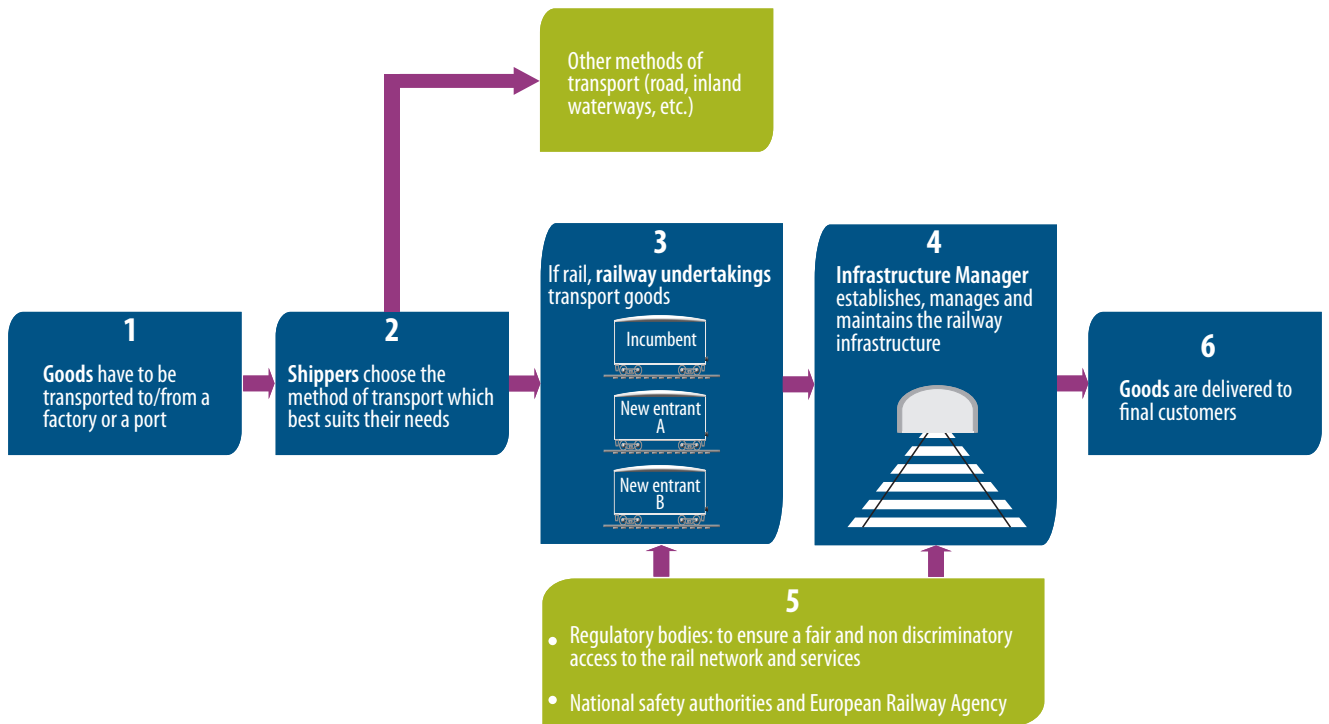 Other methods of
transport (road, inland
waterways, etc.)
1
Goods have to be
transported to/from a
factory or a port
2
Shippers choose the
method of transport which
best suits their needs
3
If rail, railway undertakings
transport goods
Incumbent
New entrant
A
New entrant
B
4
Infrastructure Manager
establishes, manages and
maintains the railway
infrastructure
6
Goods are delivered to
final customers
5
• Regulatory bodies: to ensure a fair and non discriminatory
access to the rail network and services
• National safety authorities and European Railway Agency